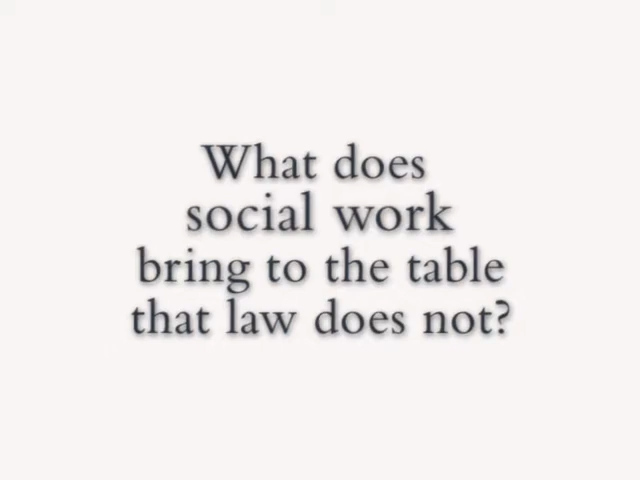 What does
social work
bring to the table
that law does not?